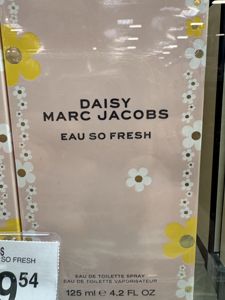 DAISY
MARC JACOBS
EAU SO FRESH
EAU DE TOILETTE SPRAY
EAU DE TOILETTE VAPORISATEUR
125 ml ℮ 4.2 FL OZ
SO FRESH
9.54